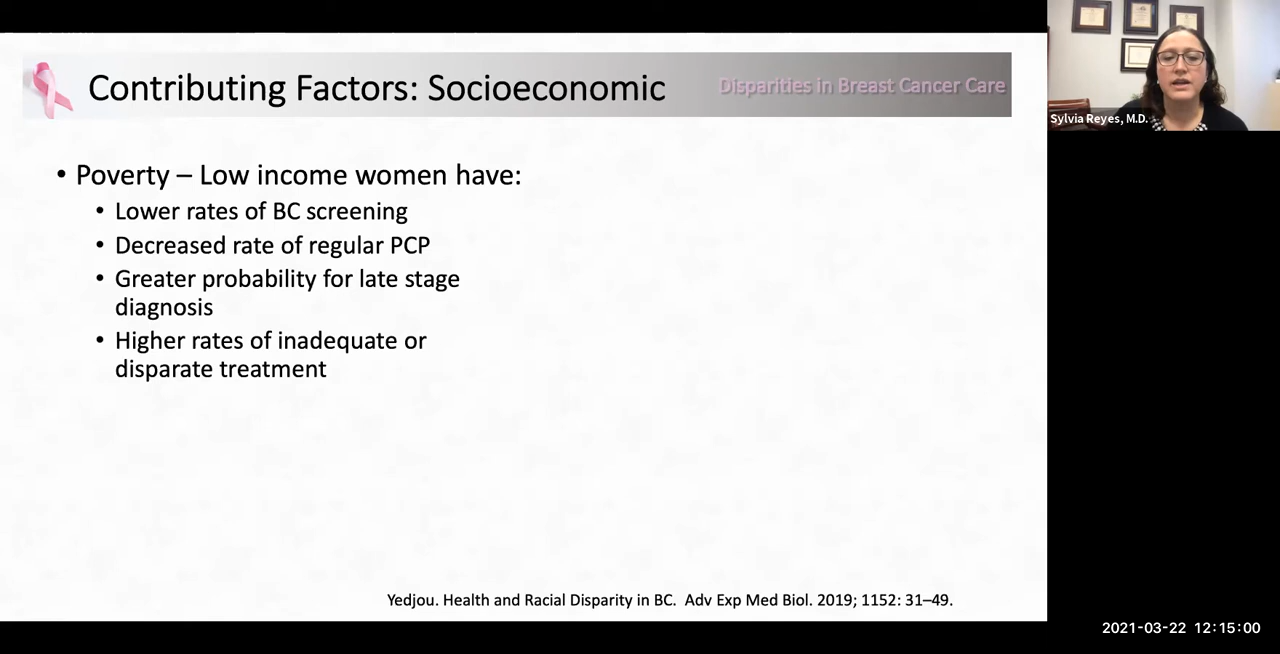 Contributing Factors: Socioeconomic
Disparities in Breast Cancer Care
Sylvia Reyes, M.D.
• Poverty – Low income women have:
• Lower rates of BC screening
• Decreased rate of regular PCP
• Greater probability for late stage
diagnosis
• Higher rates of inadequate or
disparate treatment
Yedjou. Health and Racial Disparity in BC. Adv Exp Med Biol. 2019; 1152: 31–49.
2021-03-22 12:15:00